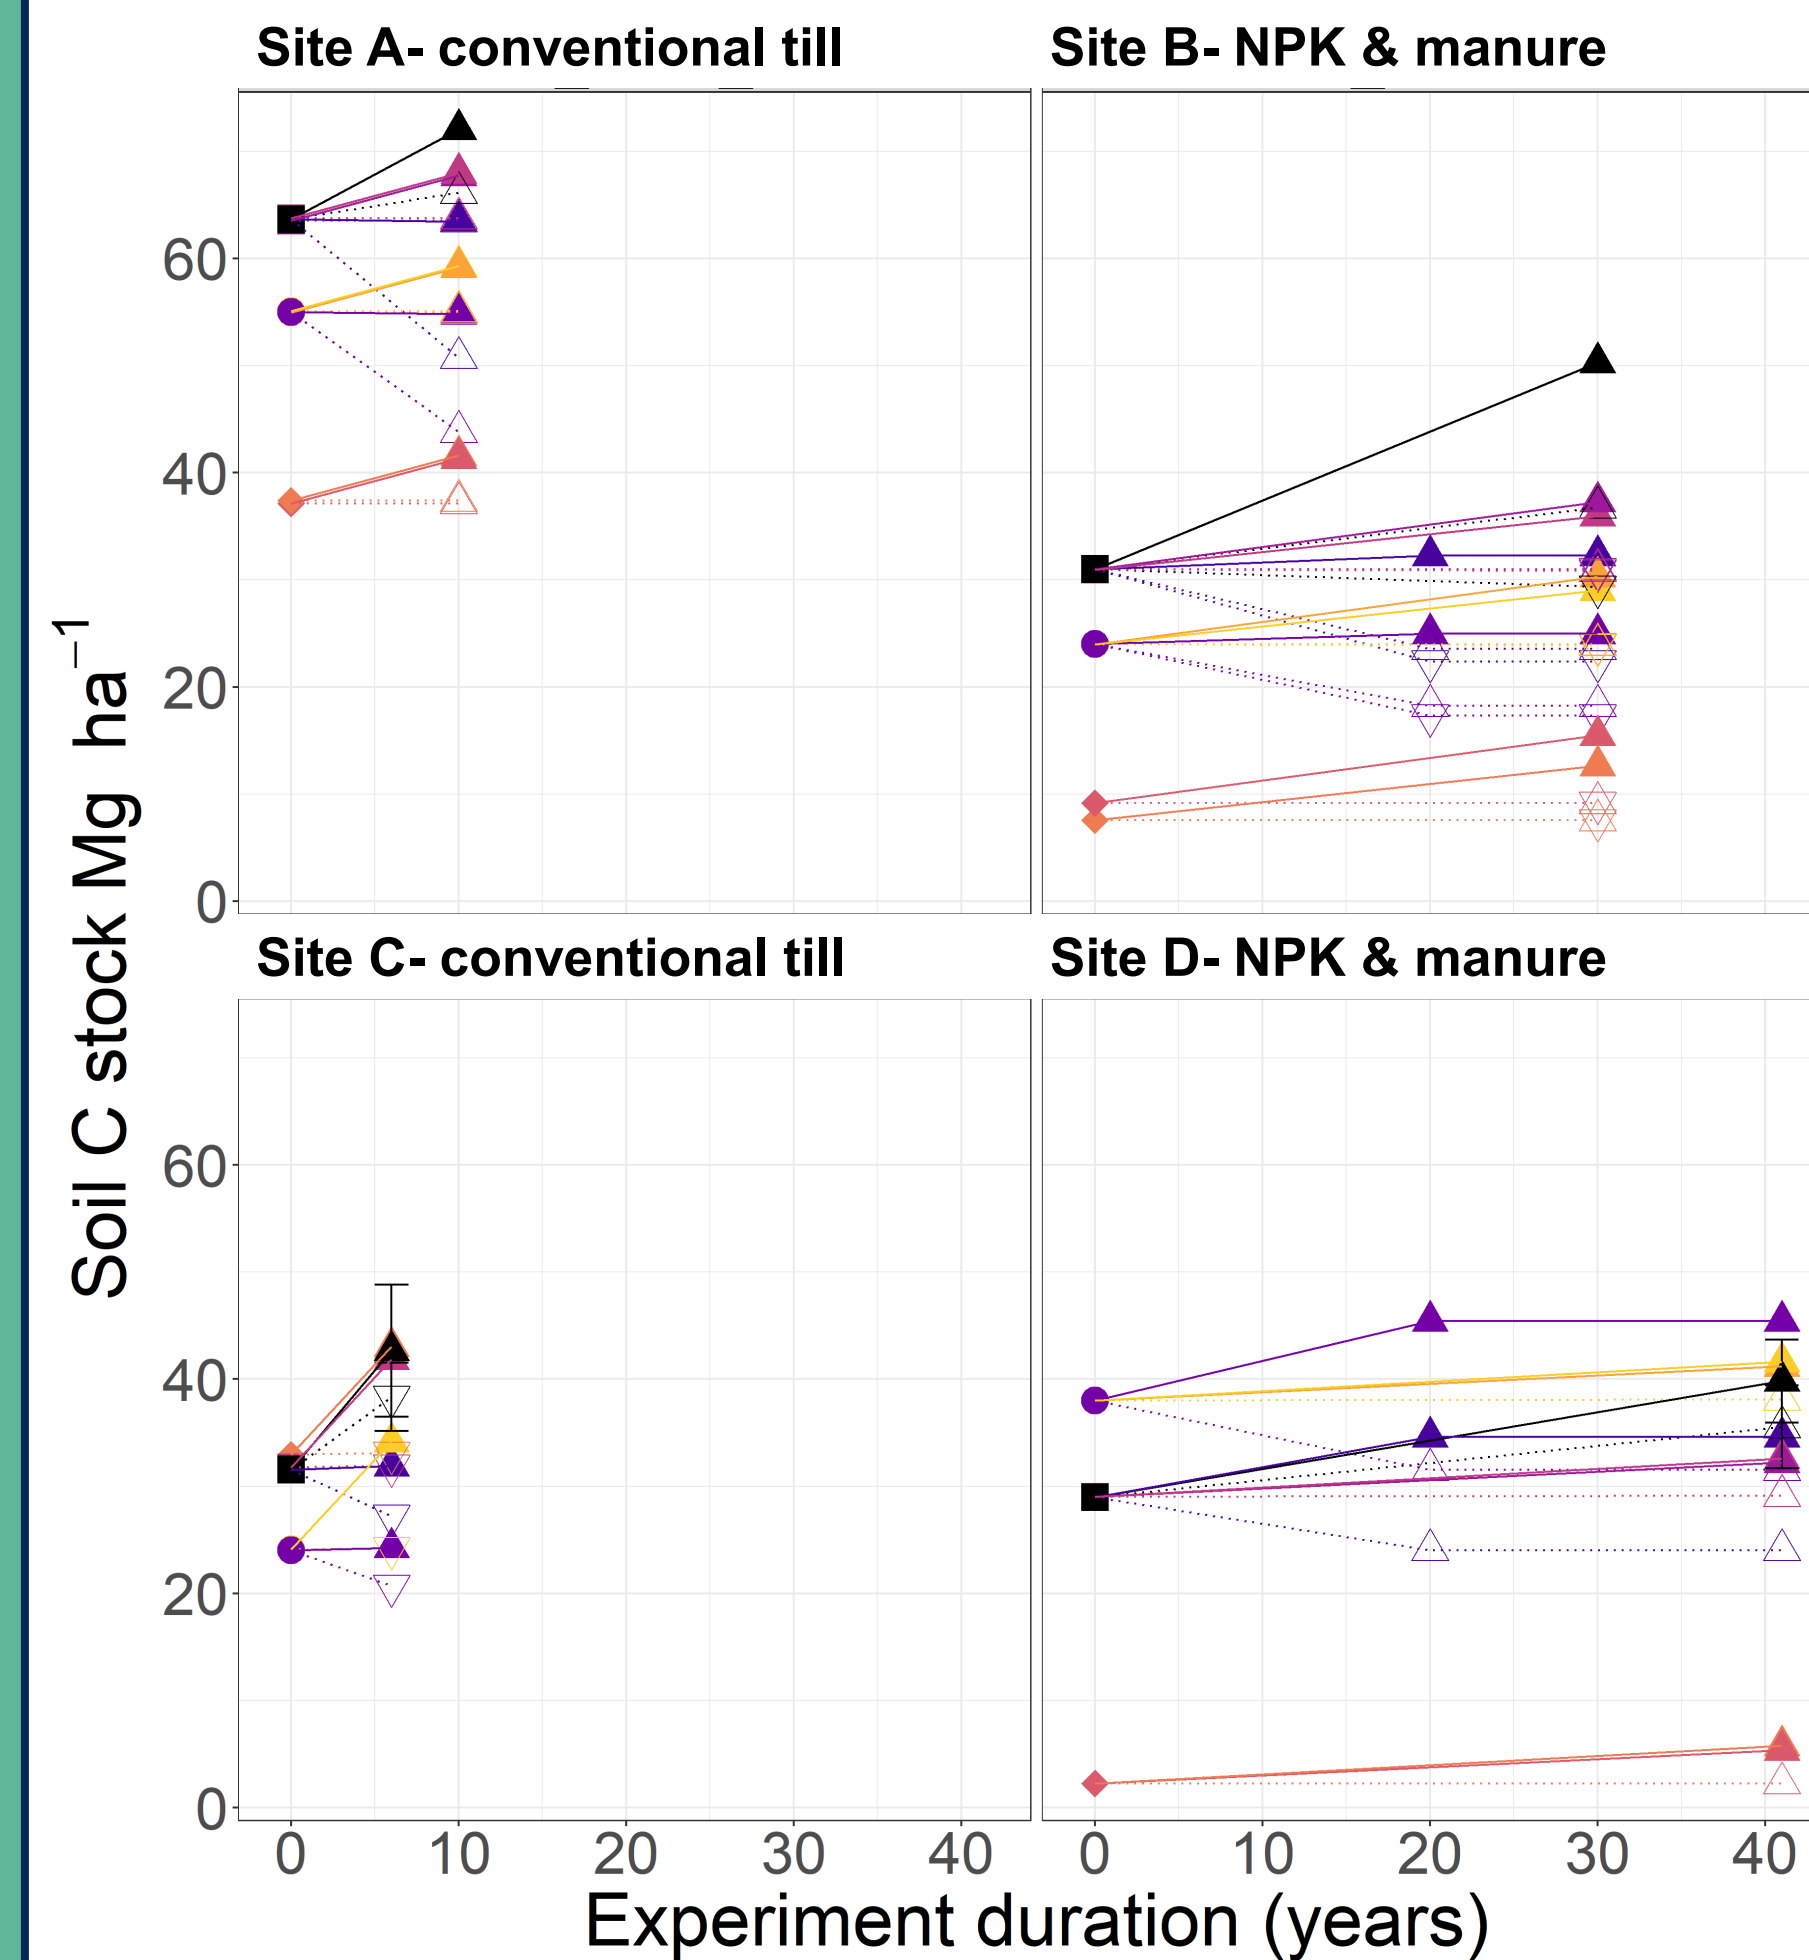 Site A- conventional till
Site B- NPK & manure
60
40
20
0
Soil C stock Mg ha⁻¹
Site C- conventional till
Site D- NPK & manure
60
40
20
0
0 10 20 30 40
0 10 20 30 40
Experiment duration (years)